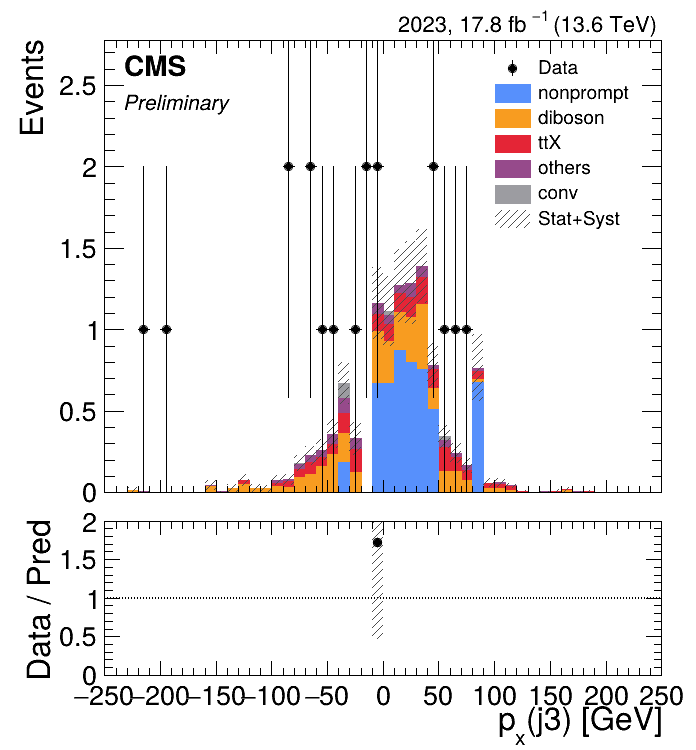 2023, 17.8 fb⁻¹ (13.6 TeV)
CMS
Preliminary
Events
Data
nonprompt
diboson
ttX
others
conv
Stat+Syst
2.5
2
1.5
1
0.5
0
Data / Pred
2
1.5
1
0.5
0
−250 −200 −150 −100 −50 0 50 100 150 200 250
pₓ(j3) [GeV]